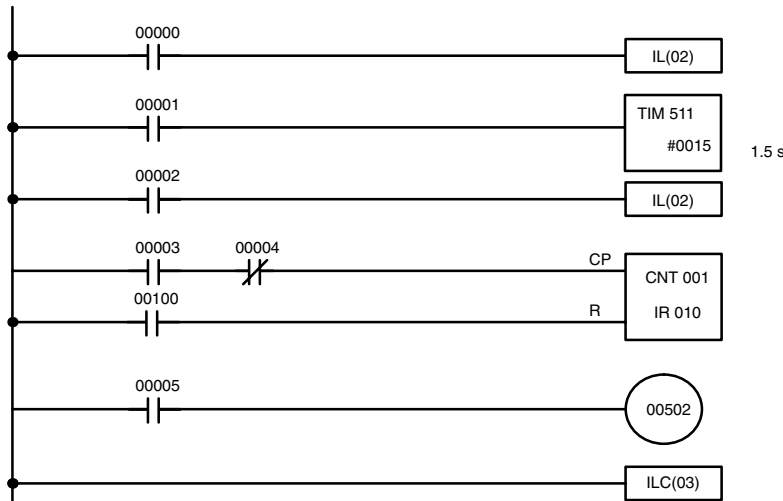 00000
IL(02)
00001
TIM 511
#0015
1.5 s
00002
IL(02)
00003 00004
CP
CNT 001
00100
R
IR 010
00005
00502
ILC(03)